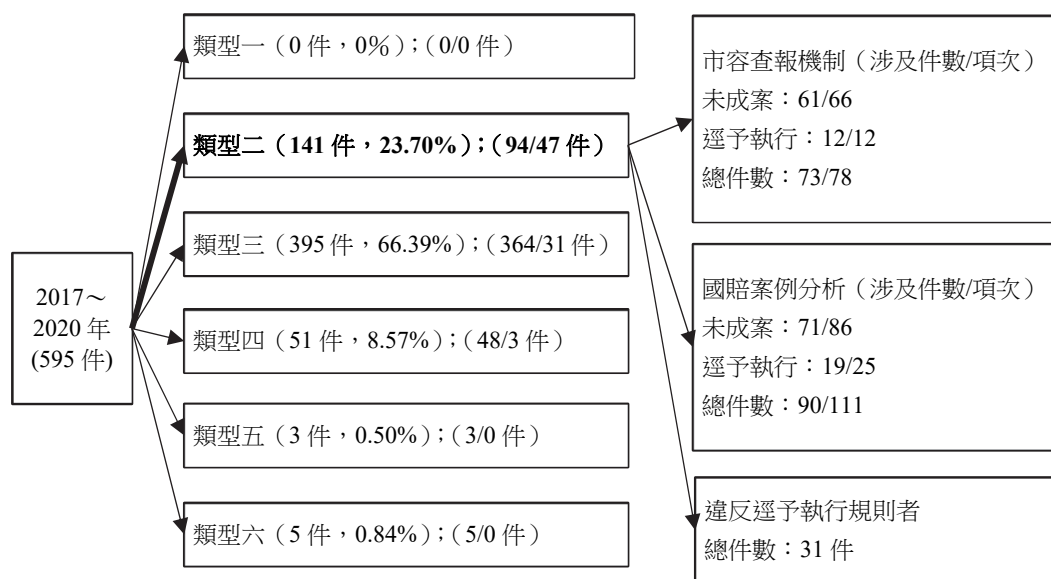 2017～
2020 年
(595 件)
類型一（0 件，0％）；（0/0 件）
類型二（141 件，23.70%）；（94/47 件）
類型三（395 件，66.39%）；（364/31 件）
類型四（51 件，8.57%）；（48/3 件）
類型五（3 件，0.50%）；（3/0 件）
類型六（5 件，0.84%）；（5/0 件）
市容查報機制（涉及件數/項次）
未成案：61/66
逕予執行：12/12
總件數：73/78
國賠案例分析（涉及件數/項次）
未成案：71/86
逕予執行：19/25
總件數：90/111
違反逕予執行規則者
總件數：31 件